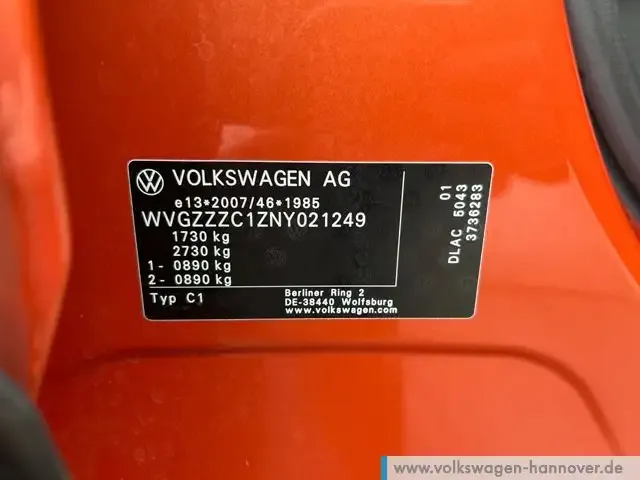 VOLKSWAGEN AG
e13*2007/46*1985
WVGZZZC1ZNY021249
1730 kg
2730 kg
1- 0890 kg
2- 0890 kg
Typ C1
Berliner Ring 2
DE-38440 Wolfsburg
www.volkswagen.com
01
DLAC 5043
3736283
www.volkswagen-hannover.de